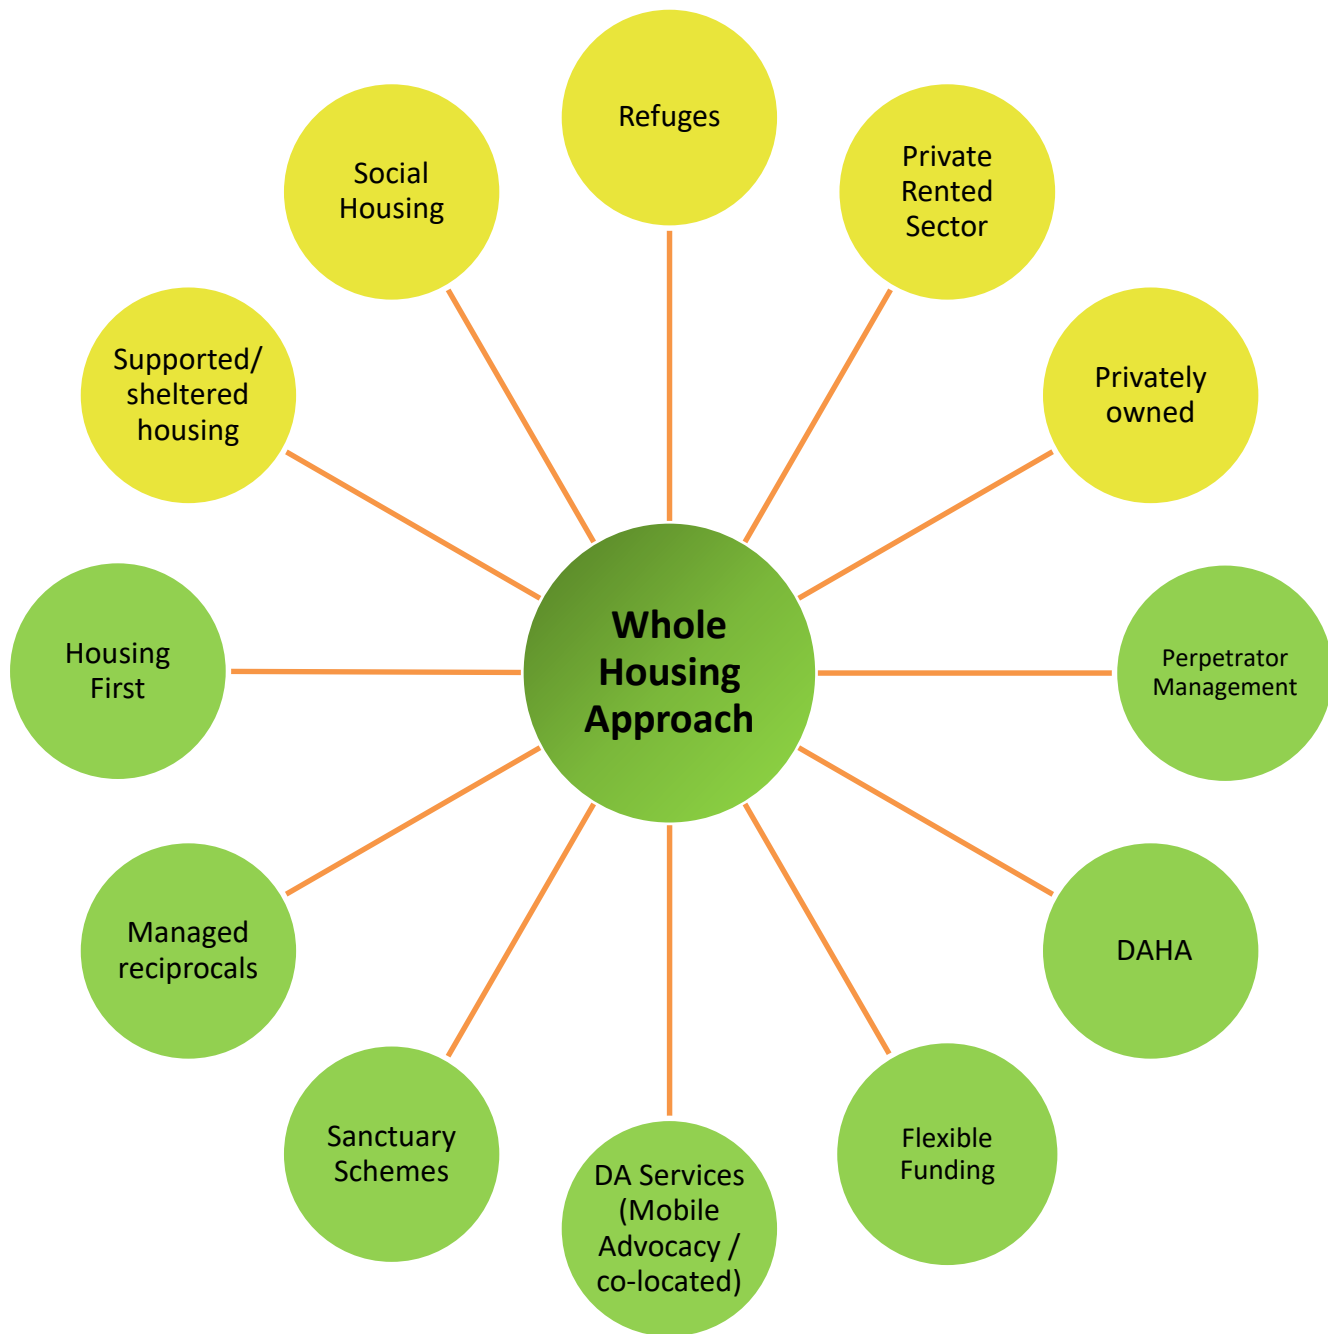 Refuges
Private
Rented
Sector
Privately
owned
Perpetrator
Management
DAHA
Flexible
Funding
DA Services
(Mobile
Advocacy /
co-located)
Sanctuary
Schemes
Managed
reciprocals
Housing
First
Supported/
sheltered
housing
Social
Housing
Whole
Housing
Approach